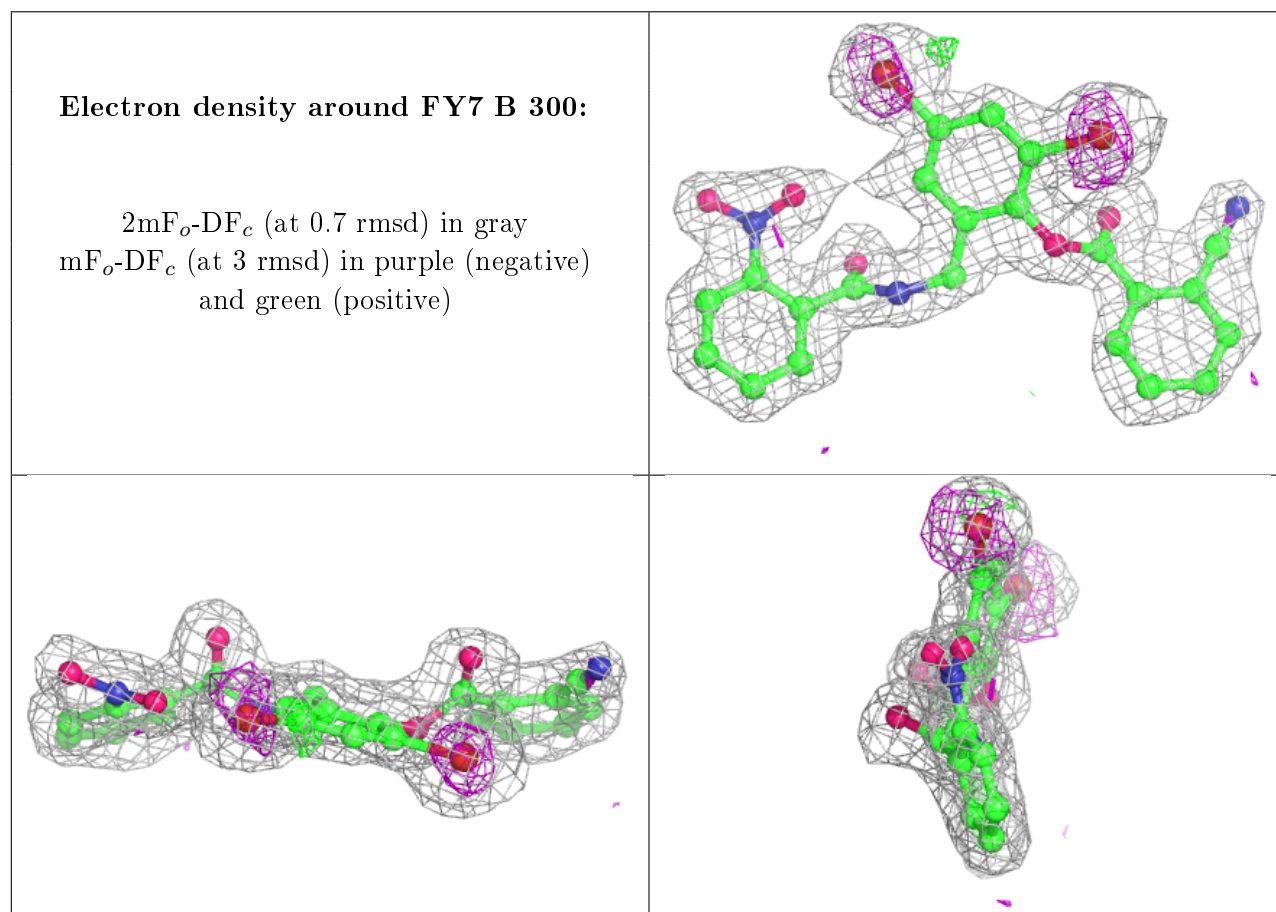 Electron density around FY7 B 300:
2mFo-DFc (at 0.7 rmsd) in gray
mFo-DFc (at 3 rmsd) in purple (negative)
and green (positive)